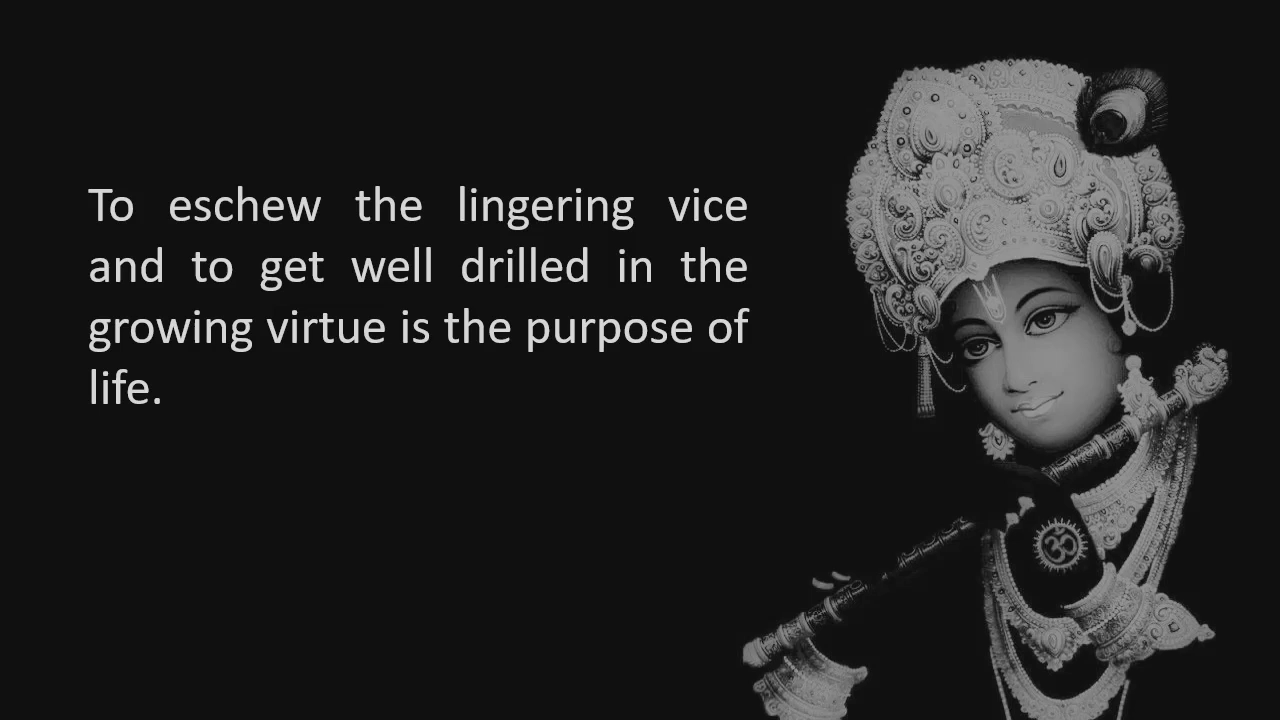 To eschew the lingering vice
and to get well drilled in the
growing virtue is the purpose of
life.
ॐ